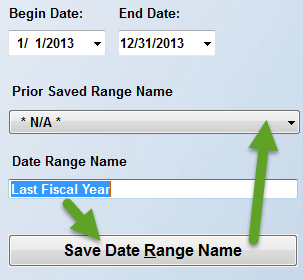 Begin Date: End Date:
1/ 1/2013 12/31/2013
Prior Saved Range Name
* N/A *
Date Range Name
Last Fiscal Year
Save Date Range Name